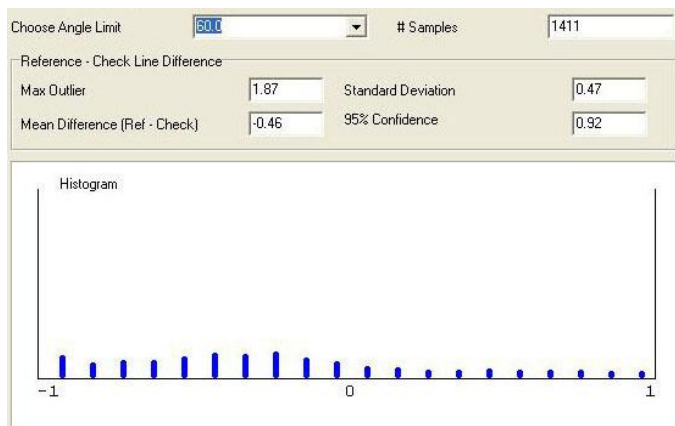 Choose Angle Limit 60.0 # Samples 1411
Reference - Check Line Difference
Max Outlier 1.87 Standard Deviation 0.47
Mean Difference (Ref - Check) -0.46 95% Confidence 0.92
Histogram
-1 0 1